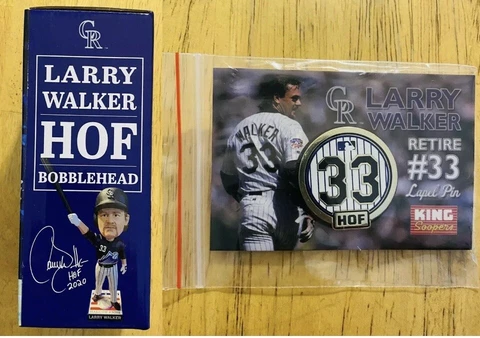 CR
LARRY
WALKER
HOF
BOBBLEHEAD
33
Larry Walker
HOF
2020
LARRY WALKER
CR LARRY
WALKER
RETIRE
#33
Lapel Pin
KING
Soopers
WALKER
33
33
HOF